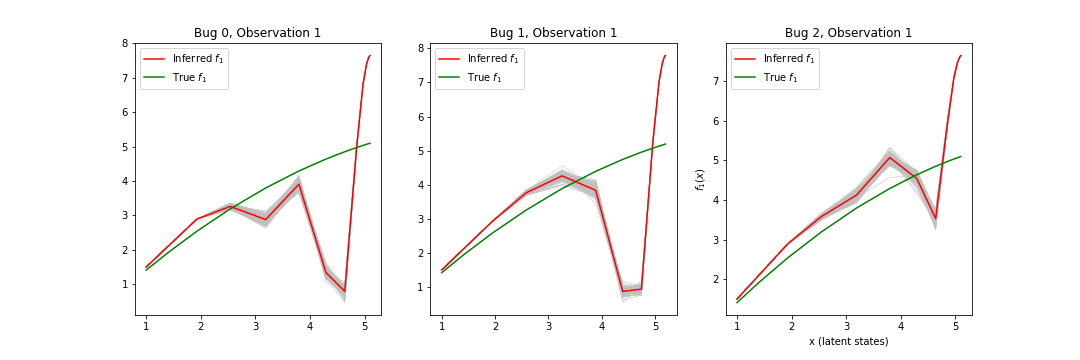 Bug 0, Observation 1
Inferred f₁
True f₁
8
7
6
5
4
3
2
1
1 2 3 4 5
Bug 1, Observation 1
Inferred f₁
True f₁
8
7
6
5
4
3
2
1
1 2 3 4 5
Bug 2, Observation 1
Inferred f₁
True f₁
f₁(x)
7
6
5
4
3
2
1 2 3 4 5
x (latent states)